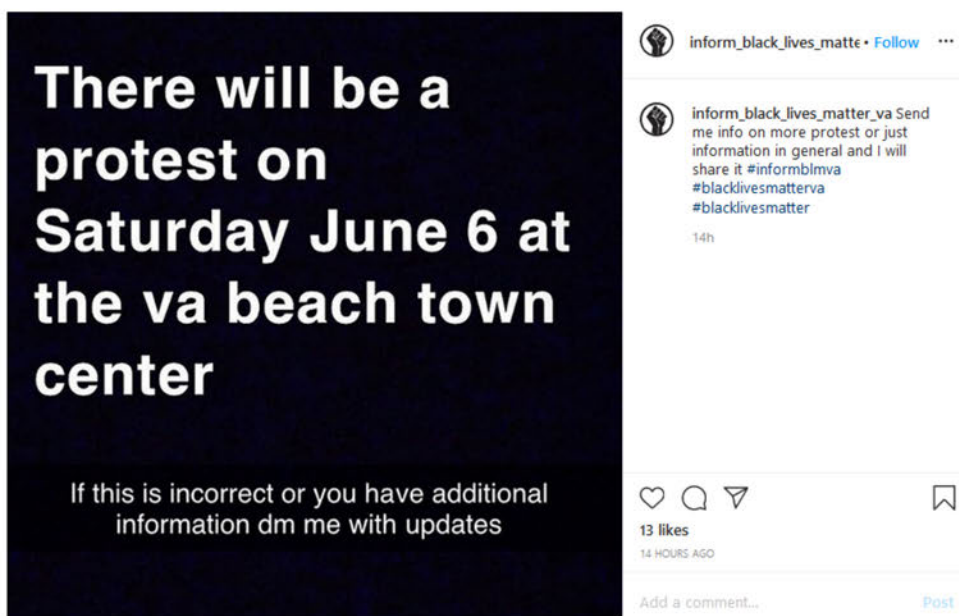 There will be a
protest on
Saturday June 6 at
the va beach town
center
If this is incorrect or you have additional
information dm me with updates
inform_black_lives_matte • Follow ...
inform_black_lives_matter_va Send
me info on more protest or just
information in general and I will
share it #informblmva
#blacklivesmatterva
#blacklivesmatter
14h
13 likes
14 HOURS AGO
Add a comment...
Post